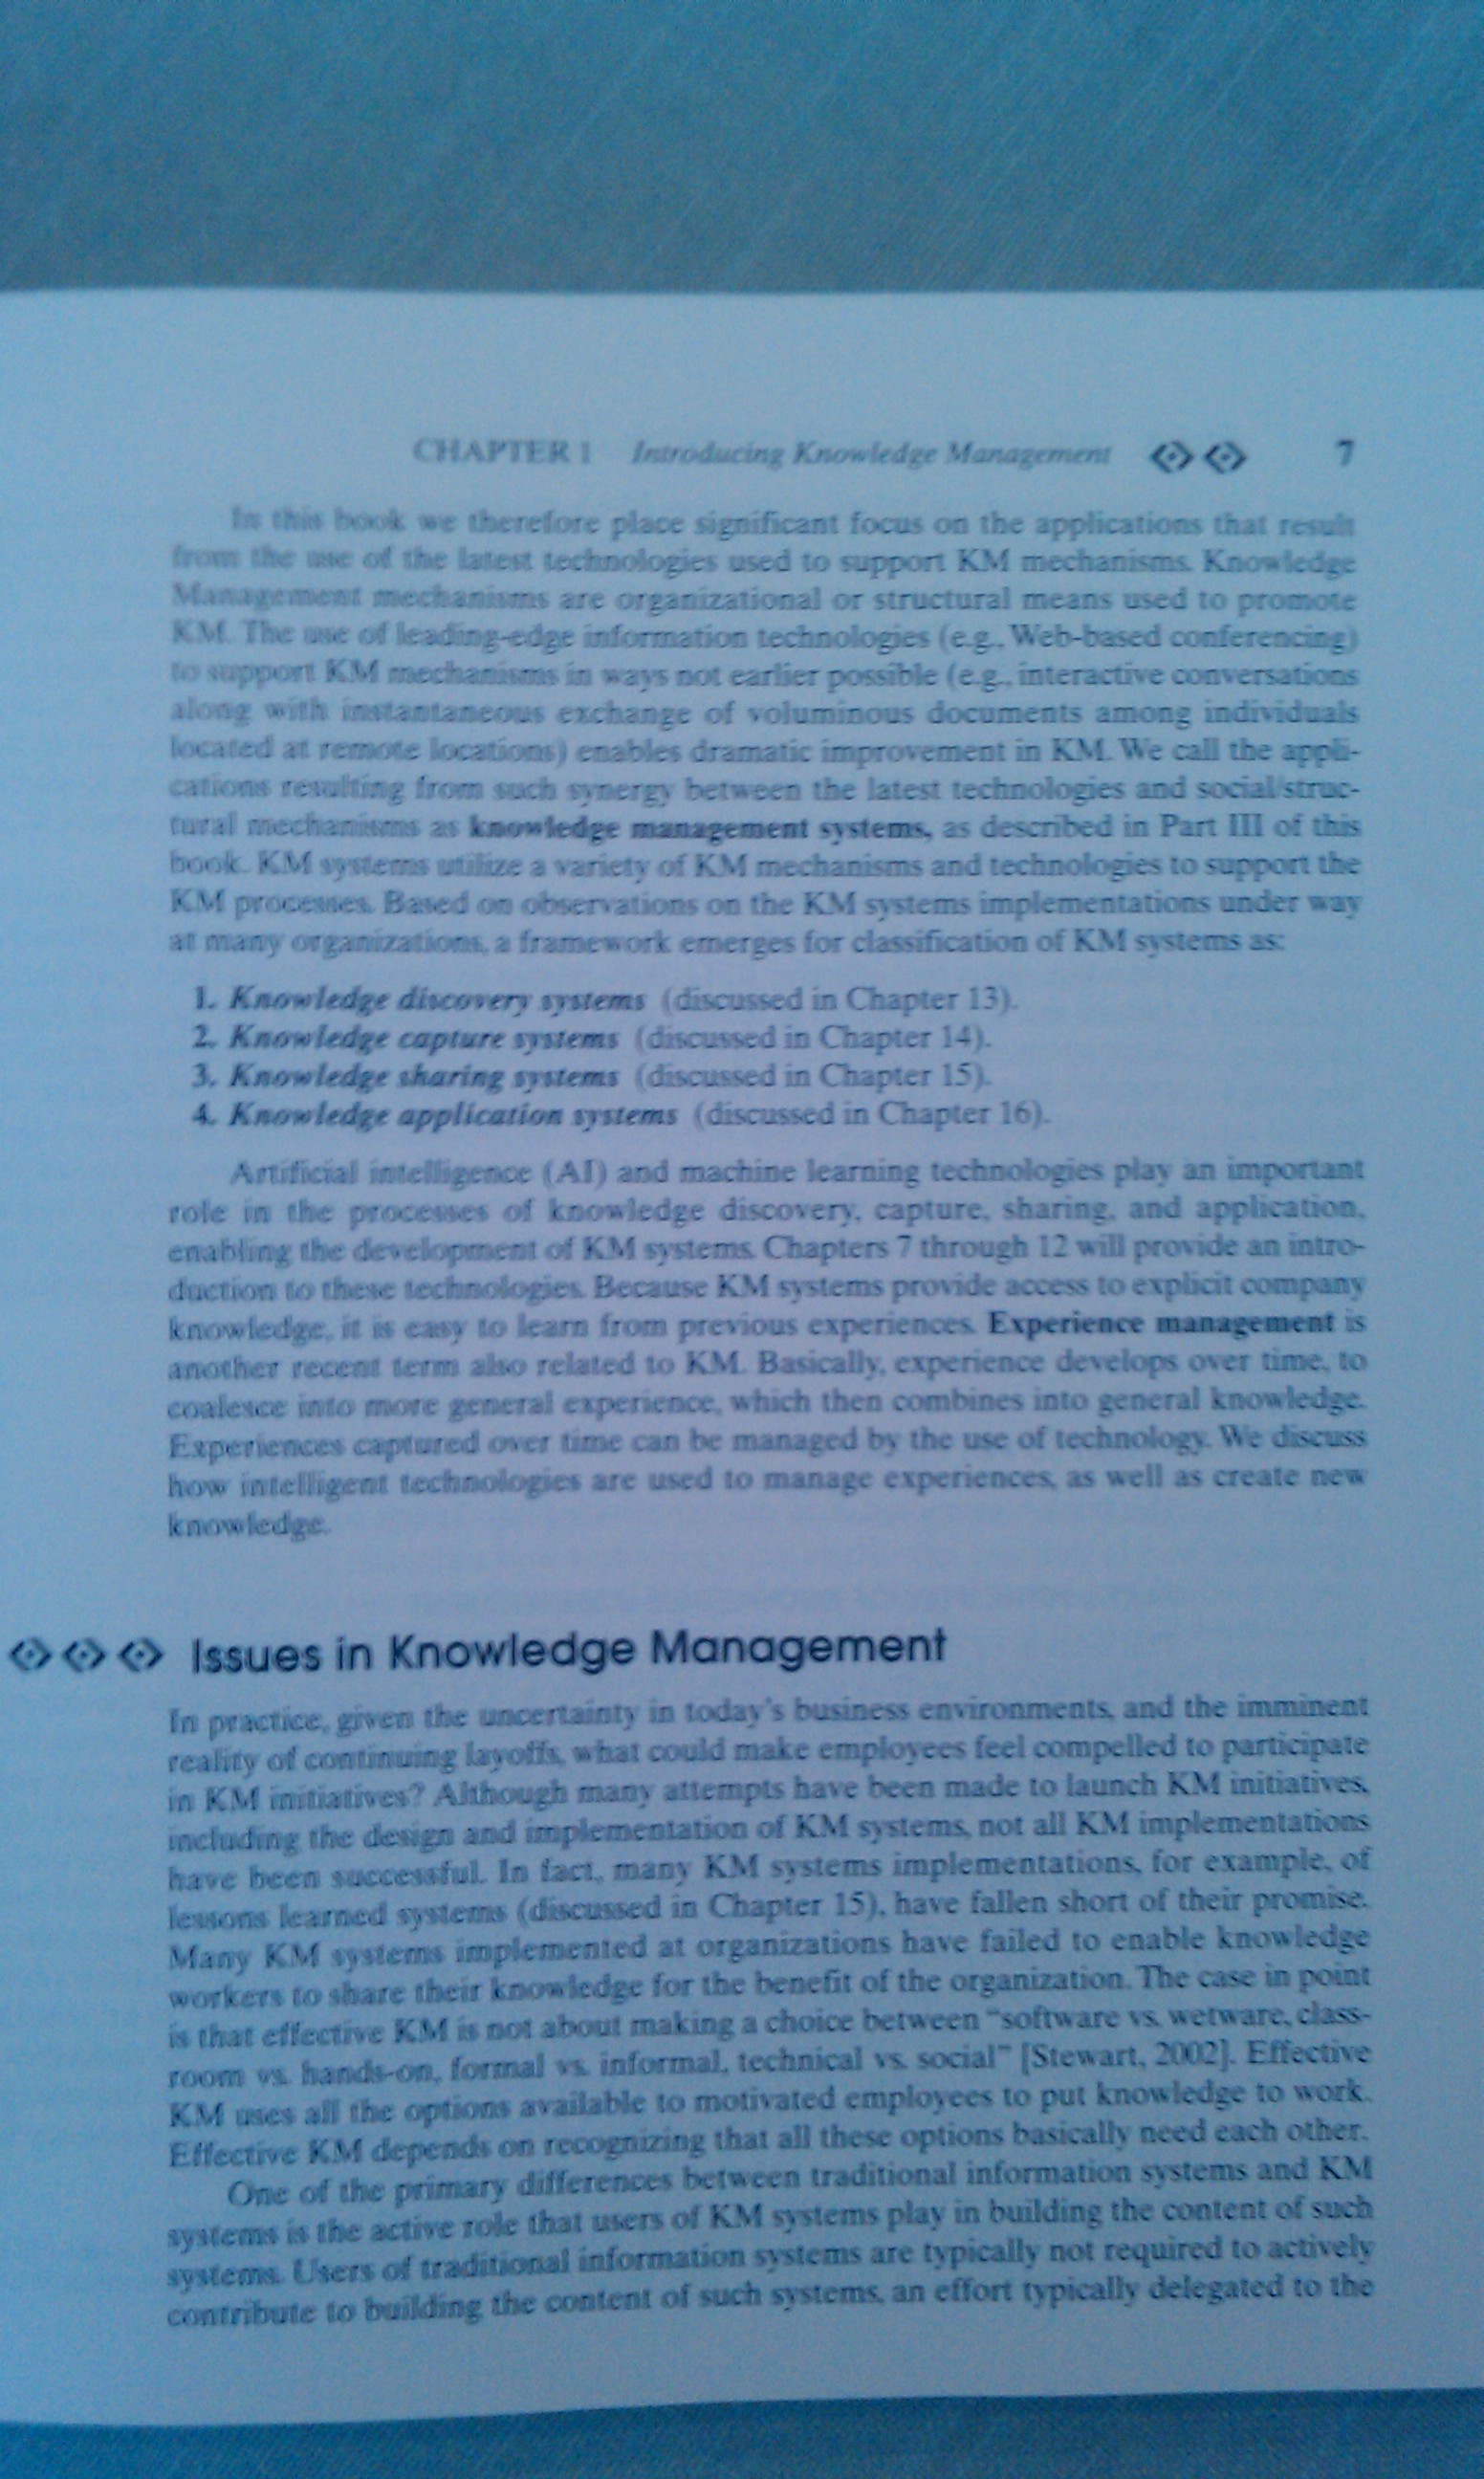 CHAPTER 1 Introducing Knowledge Management 7
In this book we therefore place significant focus on the applications that result
from the use of the latest technologies used to support KM mechanisms. Knowledge
Management mechanisms are organizational or structural means used to promote
KM. The use of leading-edge information technologies (e.g., Web-based conferencing)
to support KM mechanisms in ways not earlier possible (e.g., interactive conversations
along with instantaneous exchange of voluminous documents among individuals
located at remote locations) enables dramatic improvement in KM. We call the appli-
cations resulting from such synergy between the latest technologies and social/struc-
tural mechanisms as knowledge management systems, as described in Part III of this
book. KM systems utilize a variety of KM mechanisms and technologies to support the
KM processes. Based on observations on the KM systems implementations under way
at many organizations, a framework emerges for classification of KM systems as:
1. Knowledge discovery systems (discussed in Chapter 13).
2. Knowledge capture systems (discussed in Chapter 14).
3. Knowledge sharing systems (discussed in Chapter 15).
4. Knowledge application systems (discussed in Chapter 16).
Artificial intelligence (AI) and machine learning technologies play an important
role in the processes of knowledge discovery, capture, sharing, and application,
enabling the development of KM systems. Chapters 7 through 12 will provide an intro-
duction to these technologies. Because KM systems provide access to explicit company
knowledge, it is easy to learn from previous experiences. Experience management is
another recent term also related to KM. Basically, experience develops over time, to
coalesce into more general experience, which then combines into general knowledge.
Experiences captured over time can be managed by the use of technology. We discuss
how intelligent technologies are used to manage experiences, as well as create new
knowledge.
Issues in Knowledge Management
In practice, given the uncertainty in today's business environments, and the imminent
reality of continuing layoffs, what could make employees feel compelled to participate
in KM initiatives? Although many attempts have been made to launch KM initiatives,
including the design and implementation of KM systems, not all KM implementations
have been successful. In fact, many KM systems implementations, for example, of
lessons learned systems (discussed in Chapter 15), have fallen short of their promise.
Many KM systems implemented at organizations have failed to enable knowledge
workers to share their knowledge for the benefit of the organization. The case in point
is that effective KM is not about making a choice between "software vs. wetware, class-
room vs. hands-on, formal vs. informal, technical vs. social" [Stewart, 2002]. Effective
KM uses all the options available to motivated employees to put knowledge to work.
Effective KM depends on recognizing that all these options basically need each other.
One of the primary differences between traditional information systems and KM
systems is the active role that users of KM systems play in building the content of such
systems. Users of traditional information systems are typically not required to actively
contribute to building the content of such systems, an effort typically delegated to the